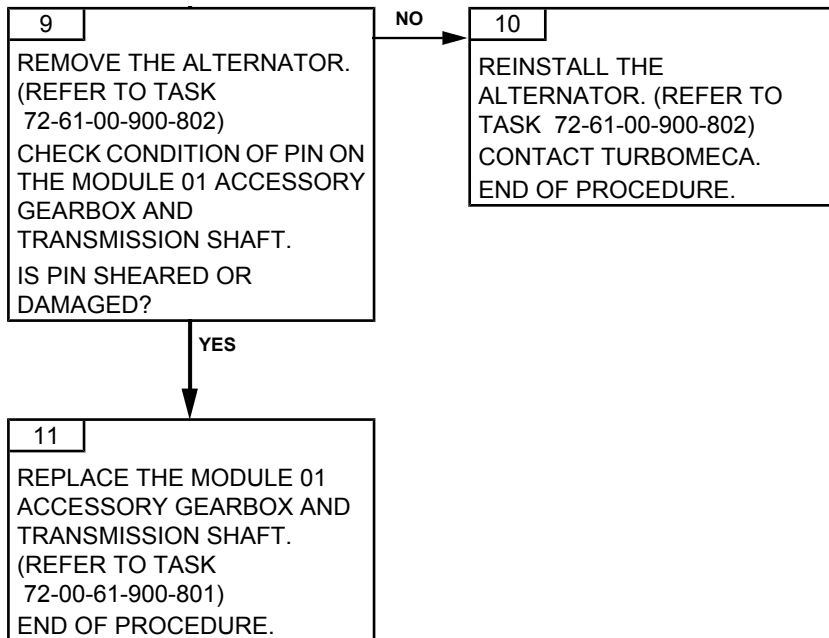 9
REMOVE THE ALTERNATOR.
(REFER TO TASK
72-61-00-900-802)
CHECK CONDITION OF PIN ON
THE MODULE 01 ACCESSORY
GEARBOX AND
TRANSMISSION SHAFT.
IS PIN SHEARED OR
DAMAGED?
NO
10
REINSTALL THE
ALTERNATOR. (REFER TO
TASK 72-61-00-900-802)
CONTACT TURBOMECA.
END OF PROCEDURE.
YES
11
REPLACE THE MODULE 01
ACCESSORY GEARBOX AND
TRANSMISSION SHAFT.
(REFER TO TASK
72-00-61-900-801)
END OF PROCEDURE.